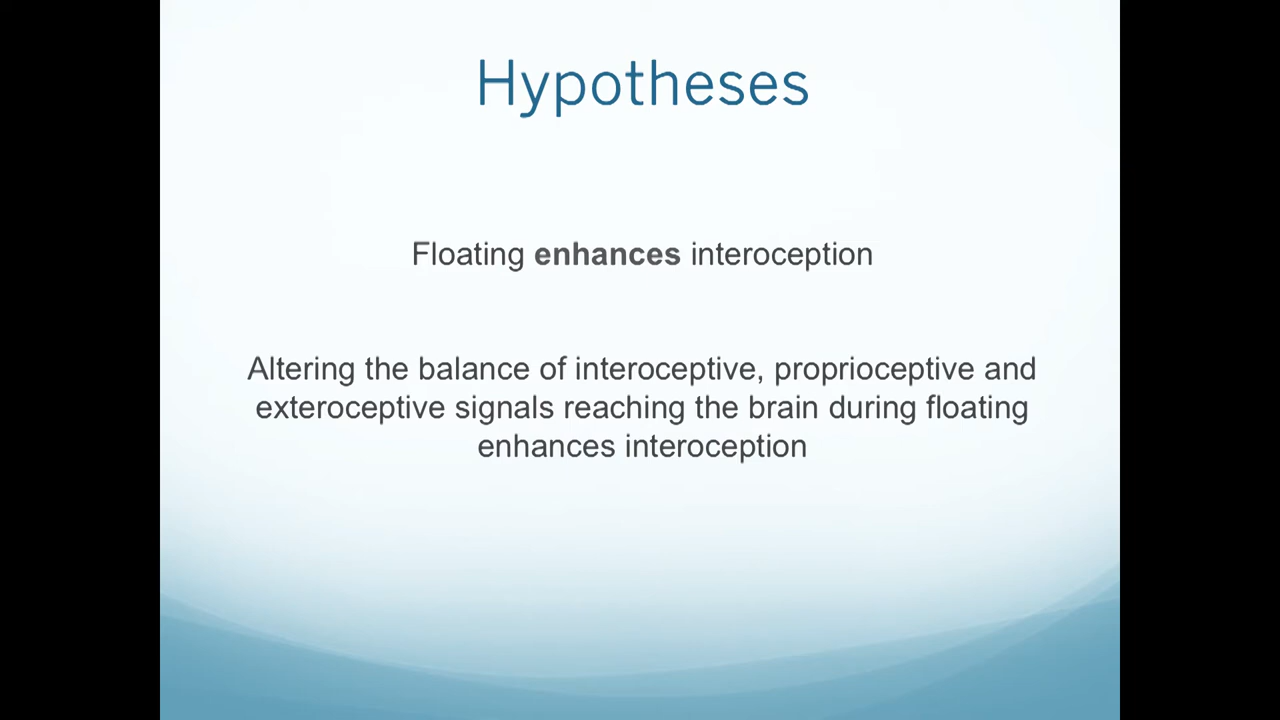 Hypotheses
Floating enhances interoception
Altering the balance of interoceptive, proprioceptive and
exteroceptive signals reaching the brain during floating
enhances interoception